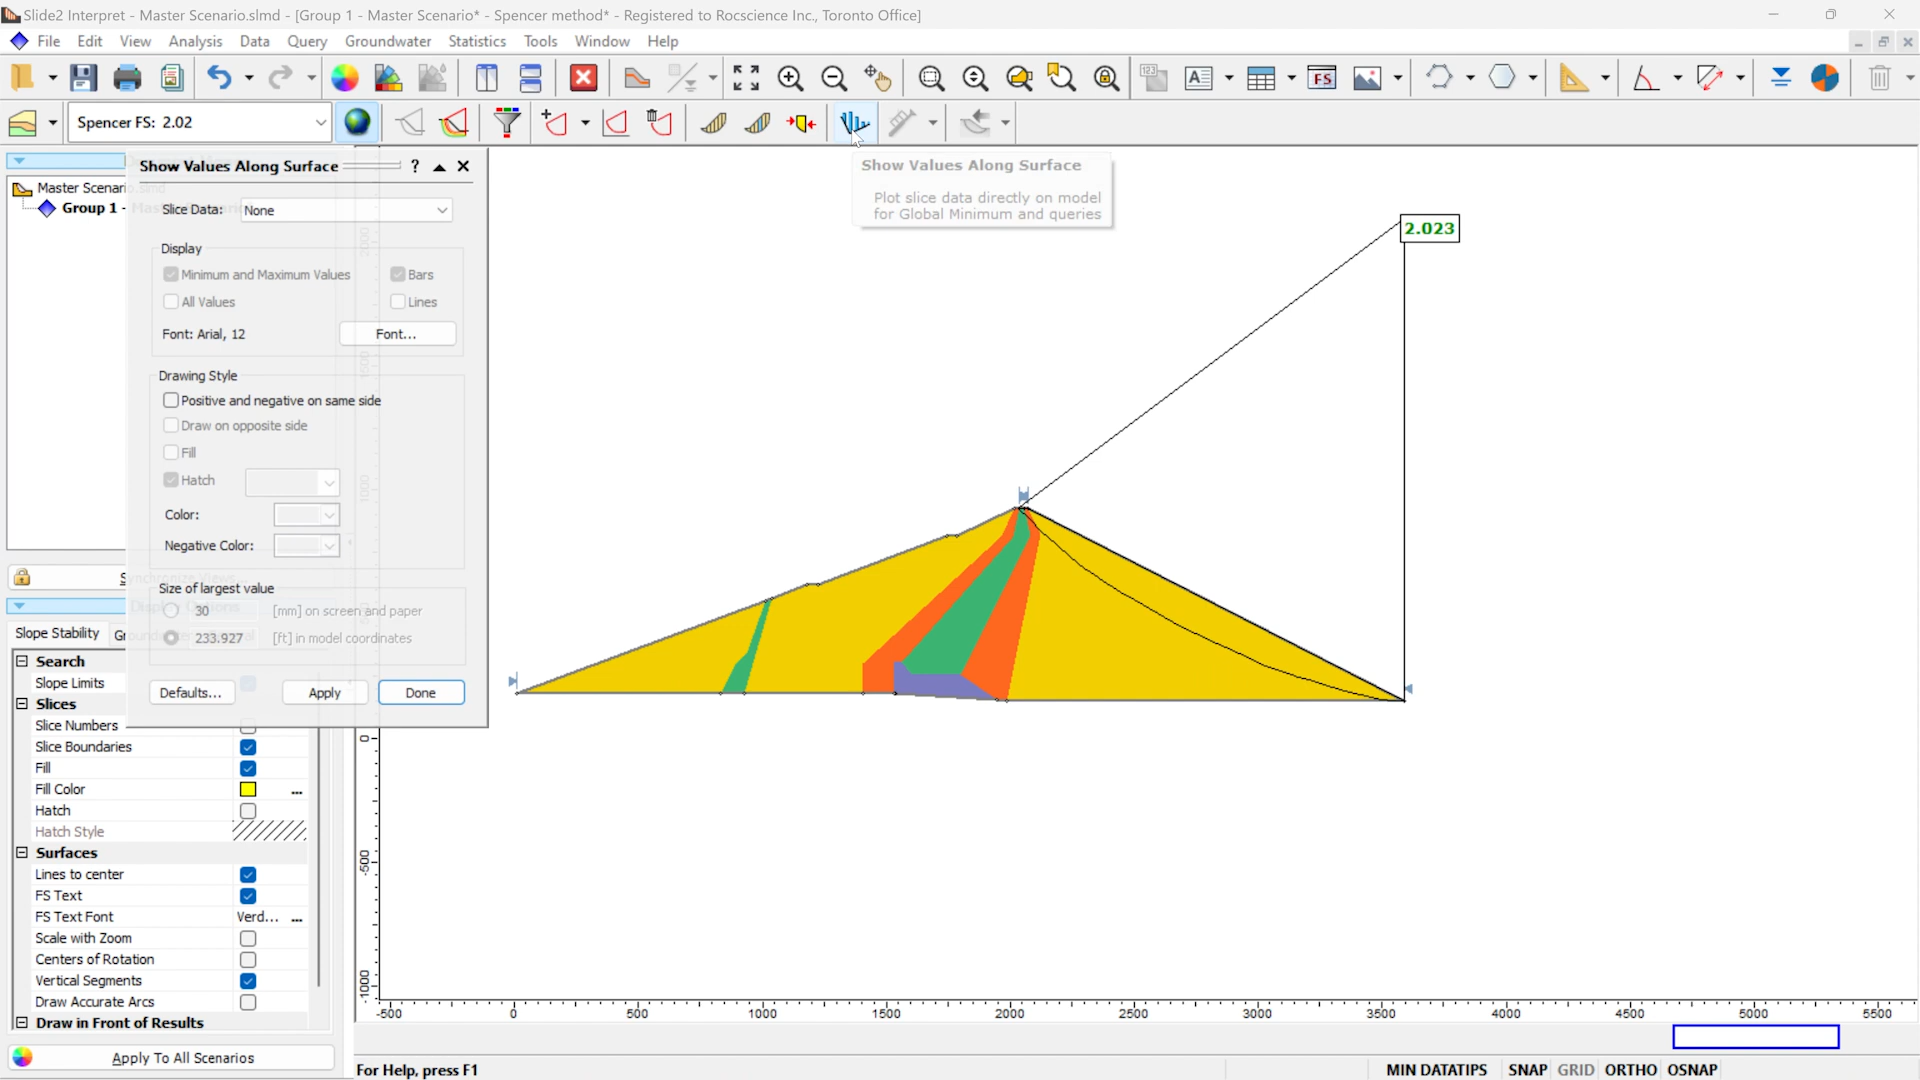 Slide2 Interpret - Master Scenario.slmd - [Group 1 - Master Scenario* - Spencer method* - Registered to Rocscience Inc., Toronto Office]
File Edit View Analysis Data Query Groundwater Statistics Tools Window Help
Spencer FS: 2.02
Show Values Along Surface
Plot slice data directly on model
for Global Minimum and queries
Master Scenario.slmd
Group 1 -
Show Values Along Surface ?
Slice Data: None
Display
Minimum and Maximum Values Bars
All Values Lines
Font: Arial, 12 Font...
Drawing Style
Positive and negative on same side
Draw on opposite side
Fill
Hatch
Color:
Negative Color:
Size of largest value
30 [mm] on screen and paper
233.927 [ft] in model coordinates
Defaults... Apply Done
Slope Stability
Search
Slope Limits
Slices
Slice Numbers
Slice Boundaries
Fill
Fill Color ...
Hatch
Hatch Style
Surfaces
Lines to center
FS Text
FS Text Font Verd... ...
Scale with Zoom
Centers of Rotation
Vertical Segments
Draw Accurate Arcs
Draw in Front of Results
Apply To All Scenarios
2.023
2000
1500
1000
0
-500
-1000
-500 0 500 1000 1500 2000 2500 3000 3500 4000 4500 5000 5500
For Help, press F1
MIN DATATIPS SNAP GRID ORTHO OSNAP